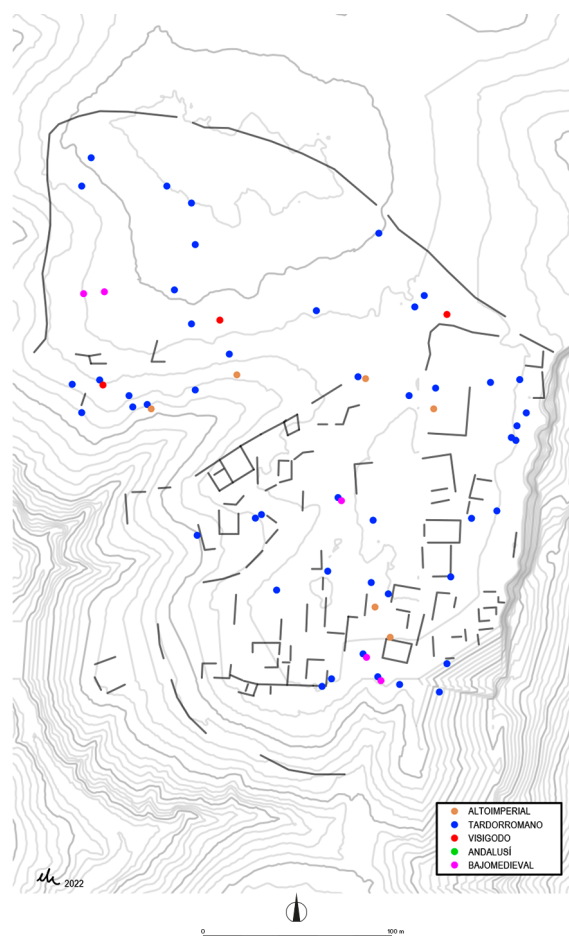 ALTOIMPERIAL
TARDORROMANO
VISIGODO
ANDALUSÍ
BAJOMEDIEVAL
2022
0 100 m